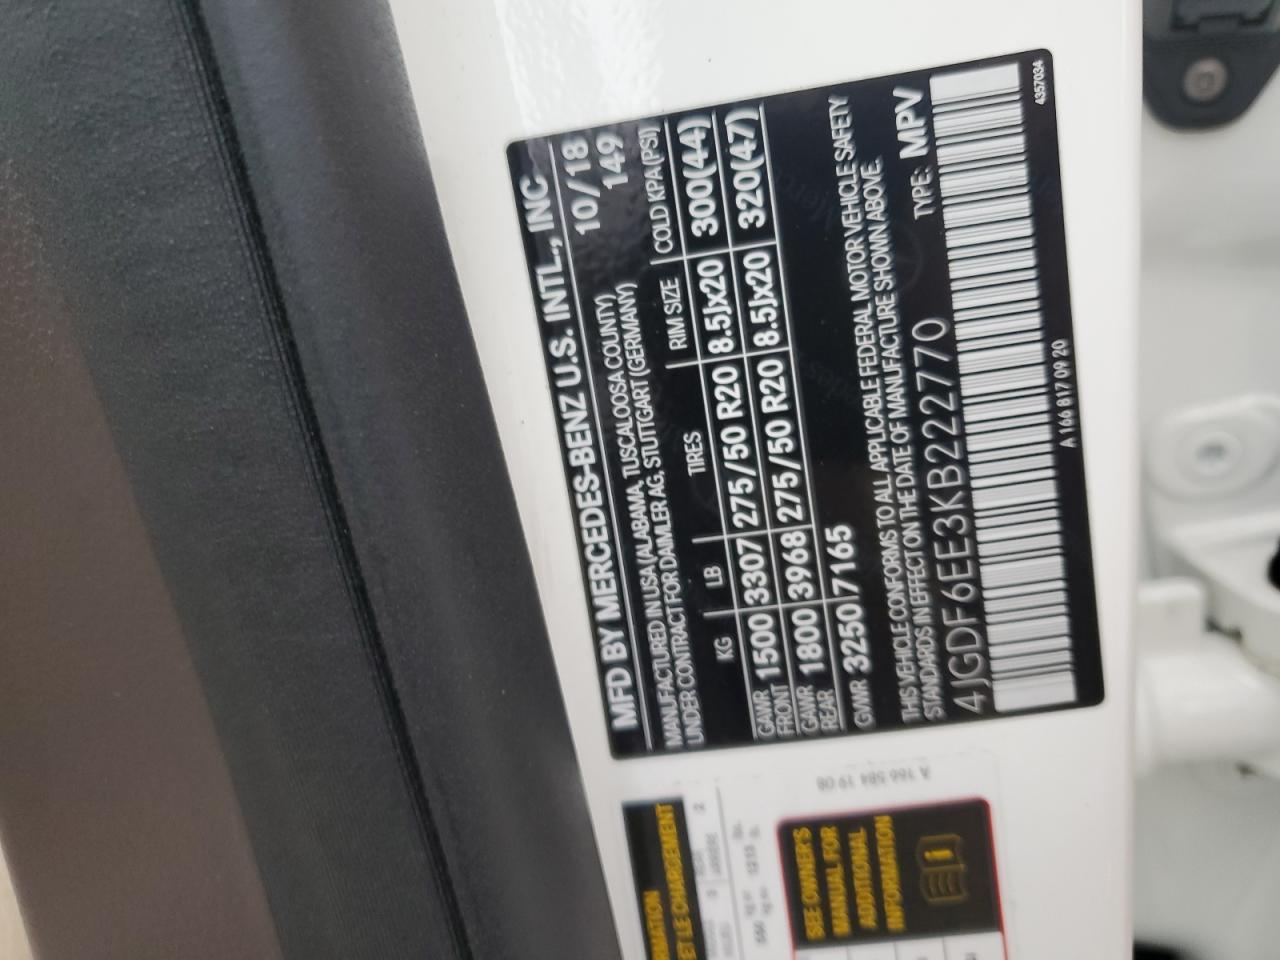 MFD BY MERCEDES-BENZ U.S. INTL., INC
10/18
149
MANUFACTURED IN USA (ALABAMA, TUSCALOOSA COUNTY)
UNDER CONTRACT FOR DAIMLER AG, STUTTGART (GERMANY)
KG LB TIRES RIM SIZE COLD KPA (PSI)
GAWR FRONT 1500 3307 275/50 R20 8.5Jx20 300(44)
GAWR REAR 1800 3968 275/50 R20 8.5Jx20 320(47)
GVWR 3250 7165
THIS VEHICLE CONFORMS TO ALL APPLICABLE FEDERAL MOTOR VEHICLE SAFETY
STANDARDS IN EFFECT ON THE DATE OF MANUFACTURE SHOWN ABOVE.
4JGDF6EE3KB222770 TYPE: MPV
A 166 817 09 20
4357034
A 166 584 19 08
ET LE CHARGEMENT
SEE OWNER'S
MANUAL FOR
ADDITIONAL
INFORMATION